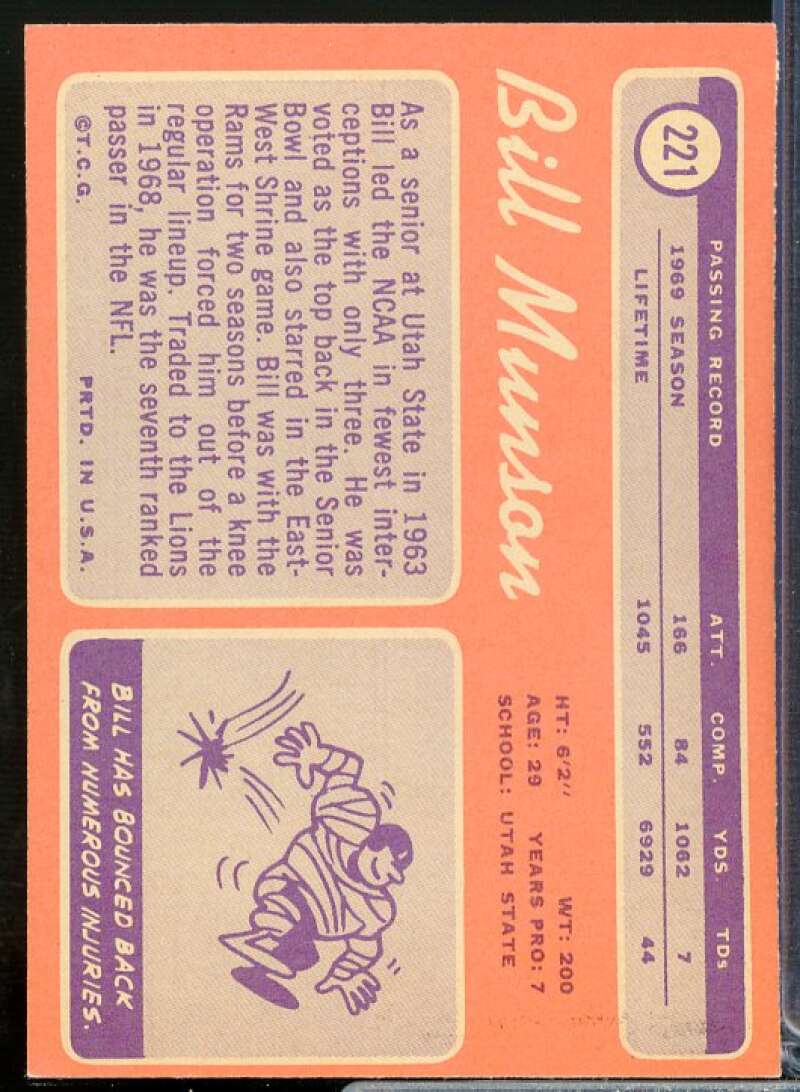 221
PASSING RECORD ATT. COMP. YDS TDs
1969 SEASON 166 84 1062 7
LIFETIME 1045 552 6929 44
Bill Munson
HT: 6'2" WT: 200
AGE: 29 YEARS PRO: 7
SCHOOL: UTAH STATE
As a senior at Utah State in 1963
Bill led the NCAA in fewest inter-
ceptions with only three. He was
voted as the top back in the Senior
Bowl and also starred in the East-
West Shrine game. Bill was with the
Rams for two seasons before a knee
operation forced him out of the
regular lineup. Traded to the Lions
in 1968, he was the seventh ranked
passer in the NFL.
©T.C.G. PRTD. IN U.S.A.
BILL HAS BOUNCED BACK
FROM NUMEROUS INJURIES.